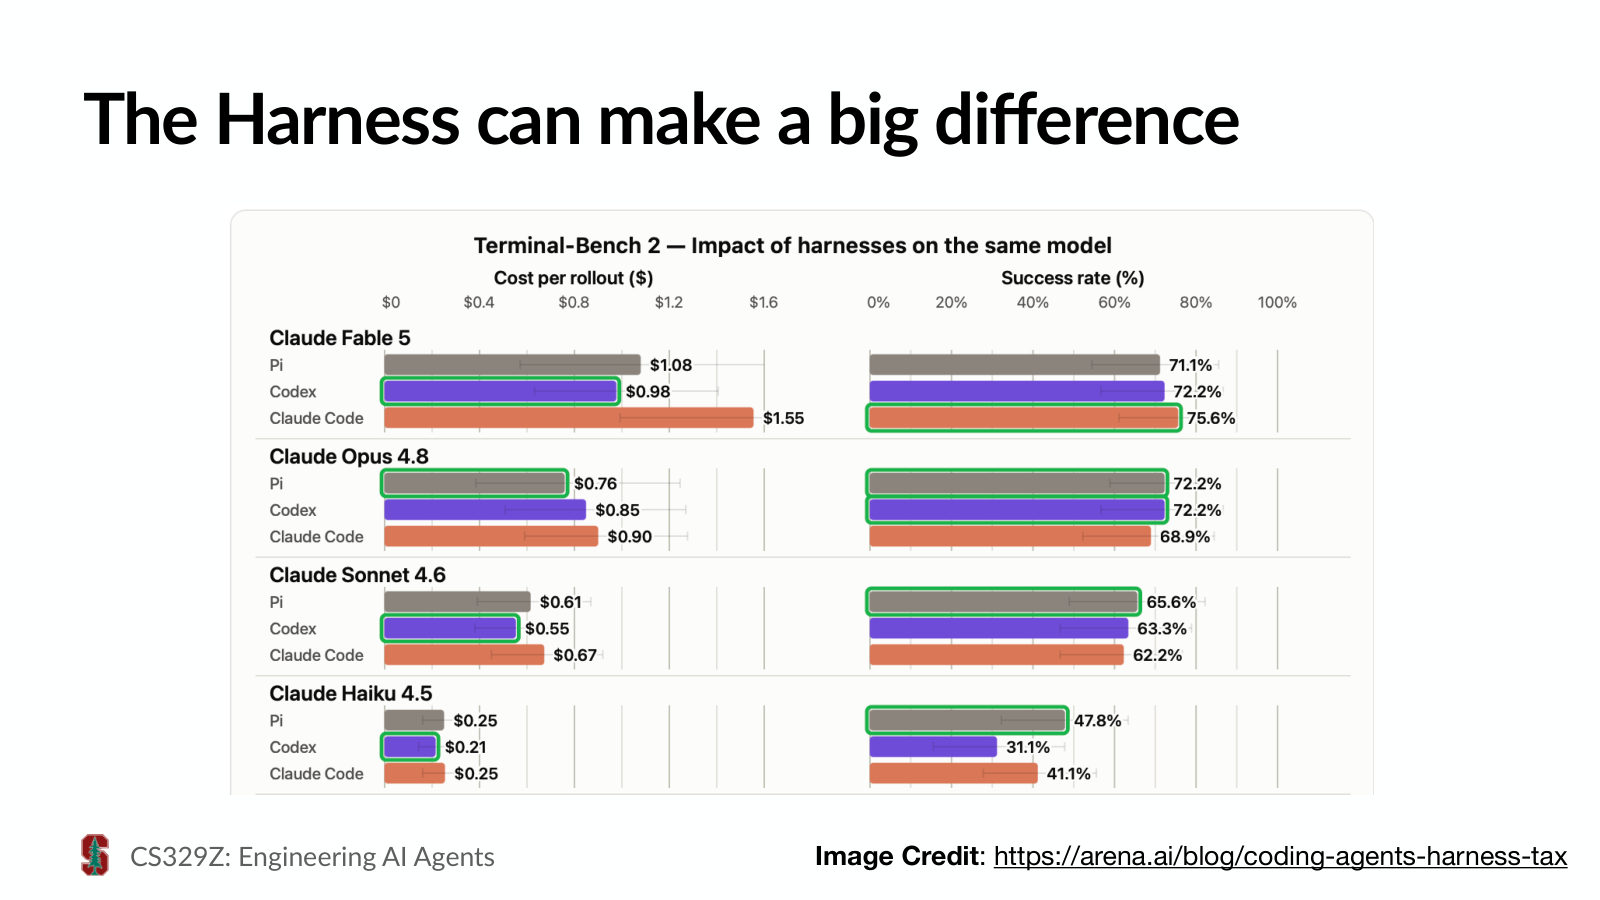 The Harness can make a big difference
Terminal-Bench 2 — Impact of harnesses on the same model
Cost per rollout ($)
Success rate (%)
$0 $0.4 $0.8 $1.2 $1.6
0% 20% 40% 60% 80% 100%
Claude Fable 5
Pi $1.08 71.1%
Codex $0.98 72.2%
Claude Code $1.55 75.6%
Claude Opus 4.8
Pi $0.76 72.2%
Codex $0.85 72.2%
Claude Code $0.90 68.9%
Claude Sonnet 4.6
Pi $0.61 65.6%
Codex $0.55 63.3%
Claude Code $0.67 62.2%
Claude Haiku 4.5
Pi $0.25 47.8%
Codex $0.21 31.1%
Claude Code $0.25 41.1%
CS329Z: Engineering AI Agents
Image Credit: https://arena.ai/blog/coding-agents-harness-tax